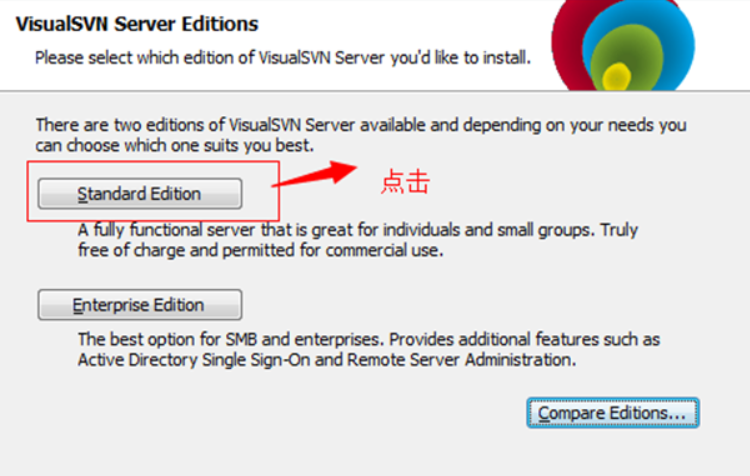 VisualSVN Server Editions
Please select which edition of VisualSVN Server you'd like to install.
There are two editions of VisualSVN Server available and depending on your needs you
can choose which one suits you best.
Standard Edition
点击
A fully functional server that is great for individuals and small groups. Truly
free of charge and permitted for commercial use.
Enterprise Edition
The best option for SMB and enterprises. Provides additional features such as
Active Directory Single Sign-On and Remote Server Administration.
Compare Editions...